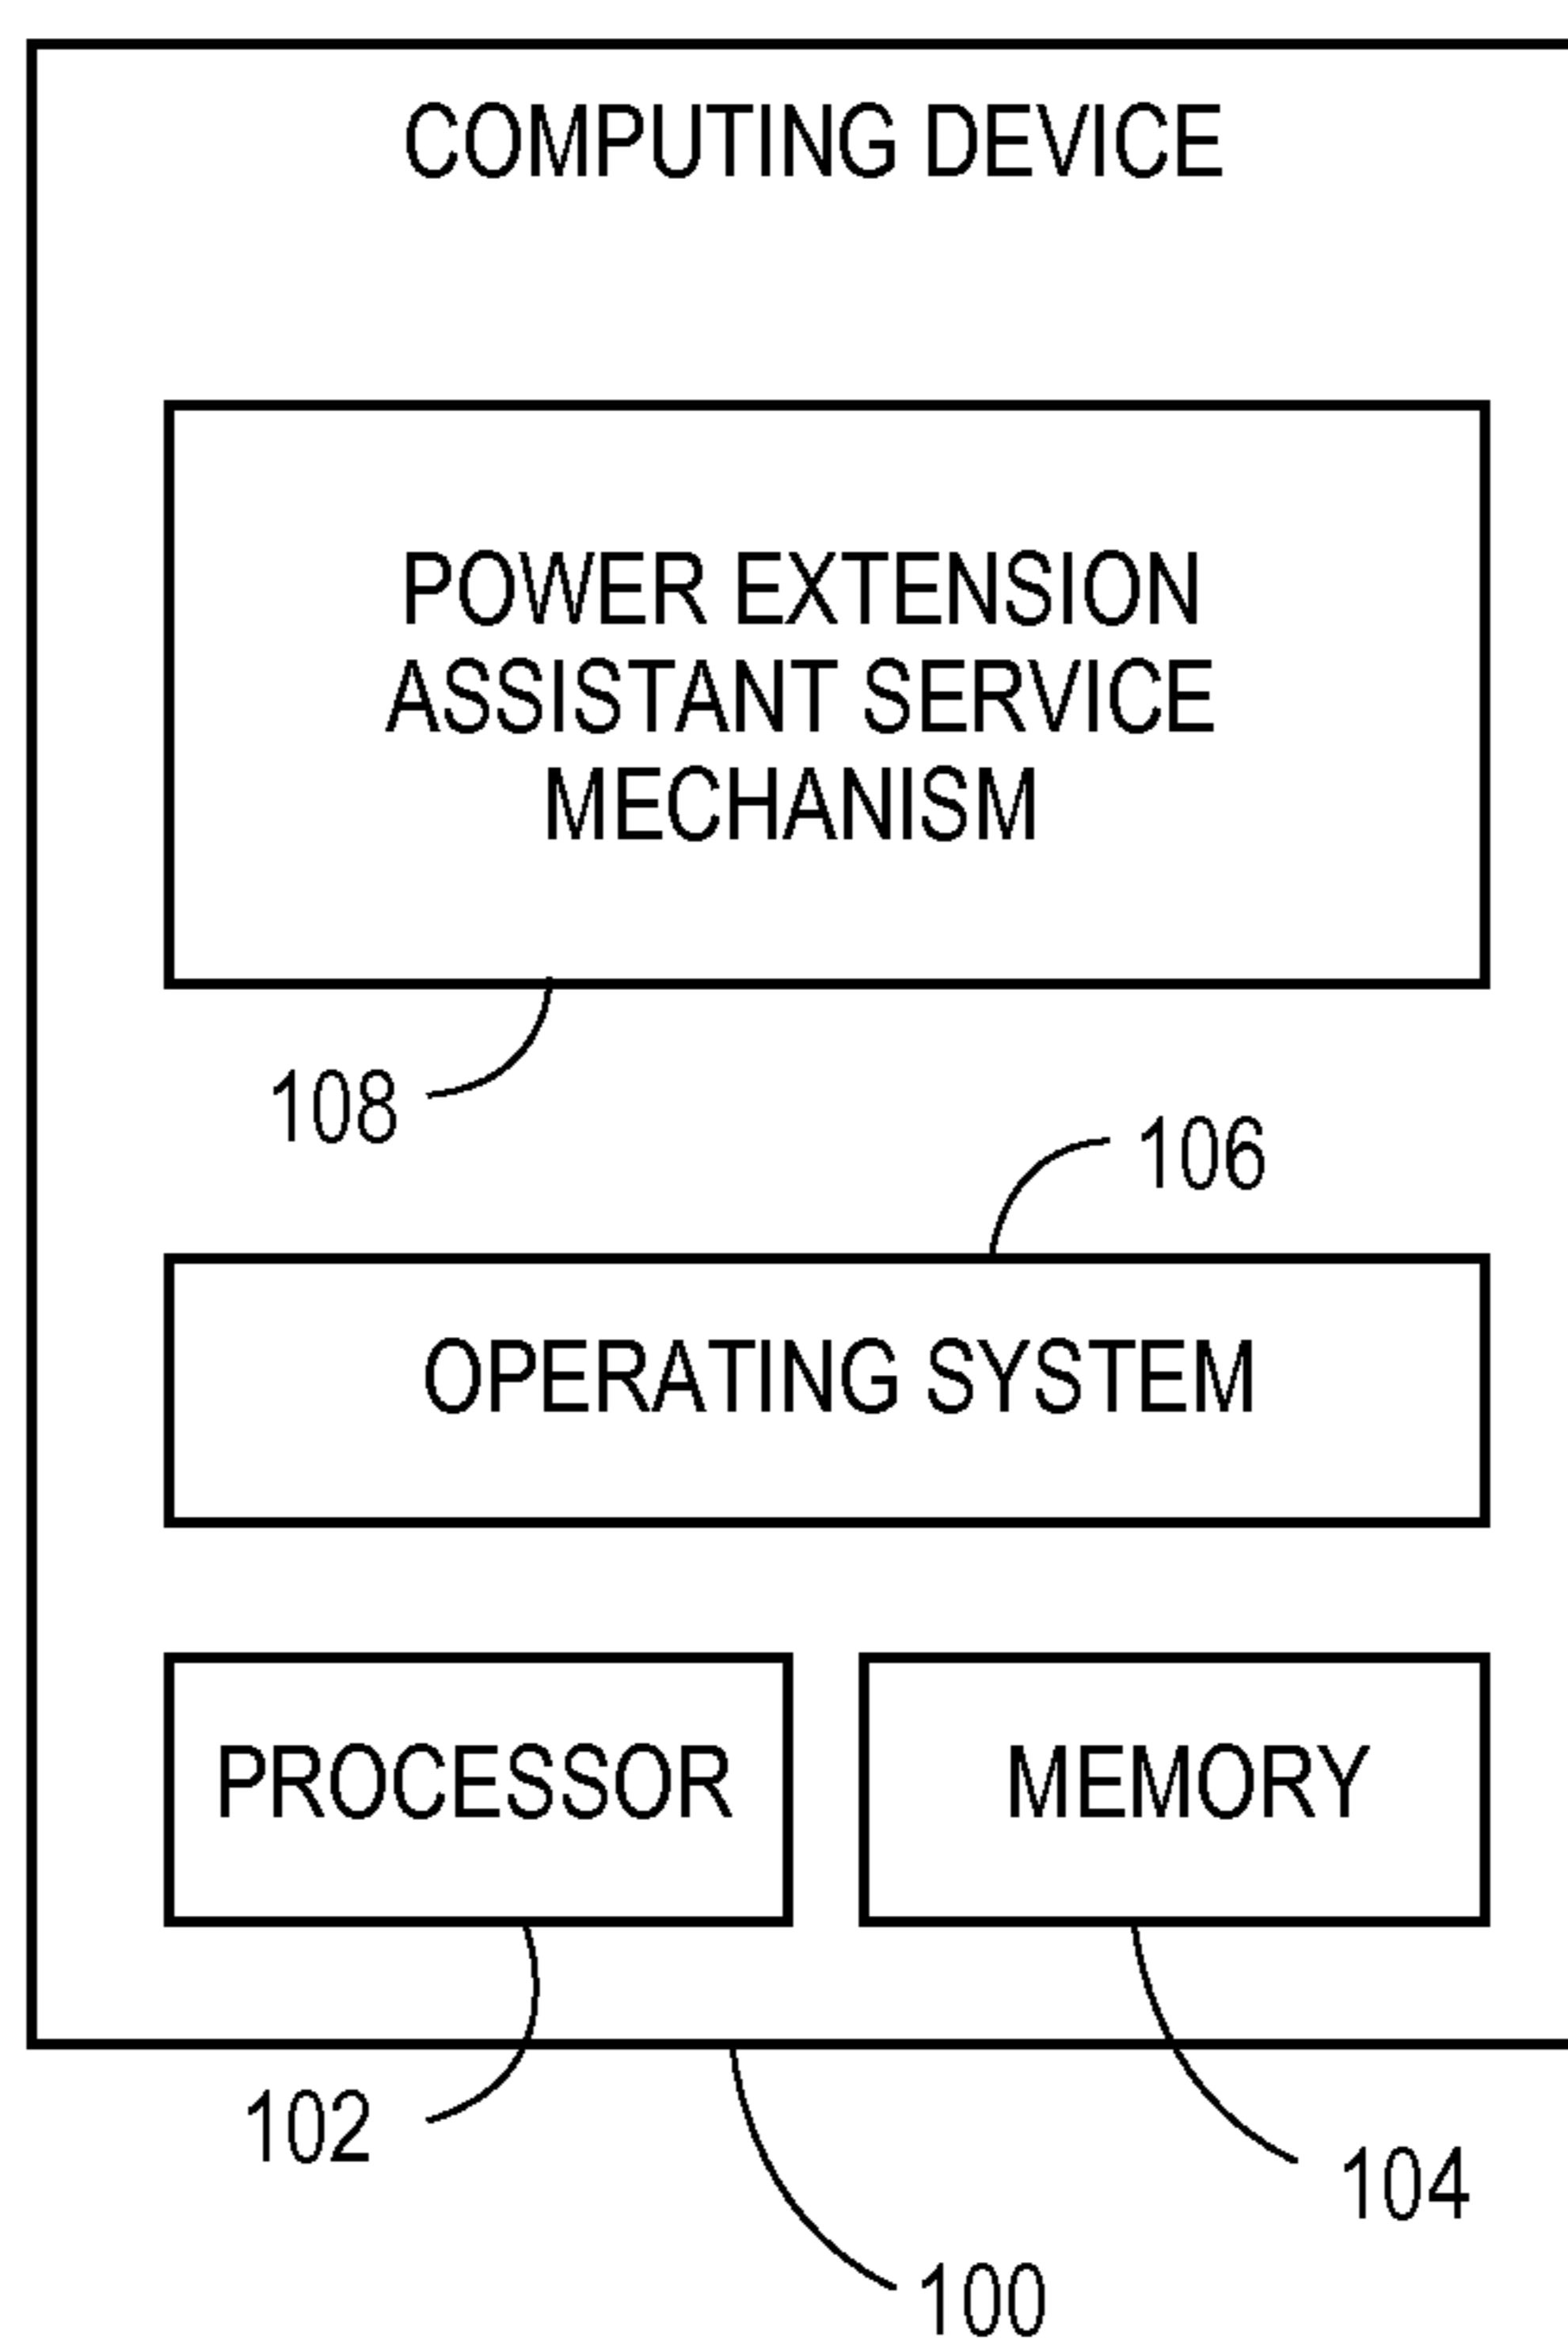 COMPUTING DEVICE
POWER EXTENSION
ASSISTANT SERVICE
MECHANISM
108
106
OPERATING SYSTEM
PROCESSOR
MEMORY
102
104
100